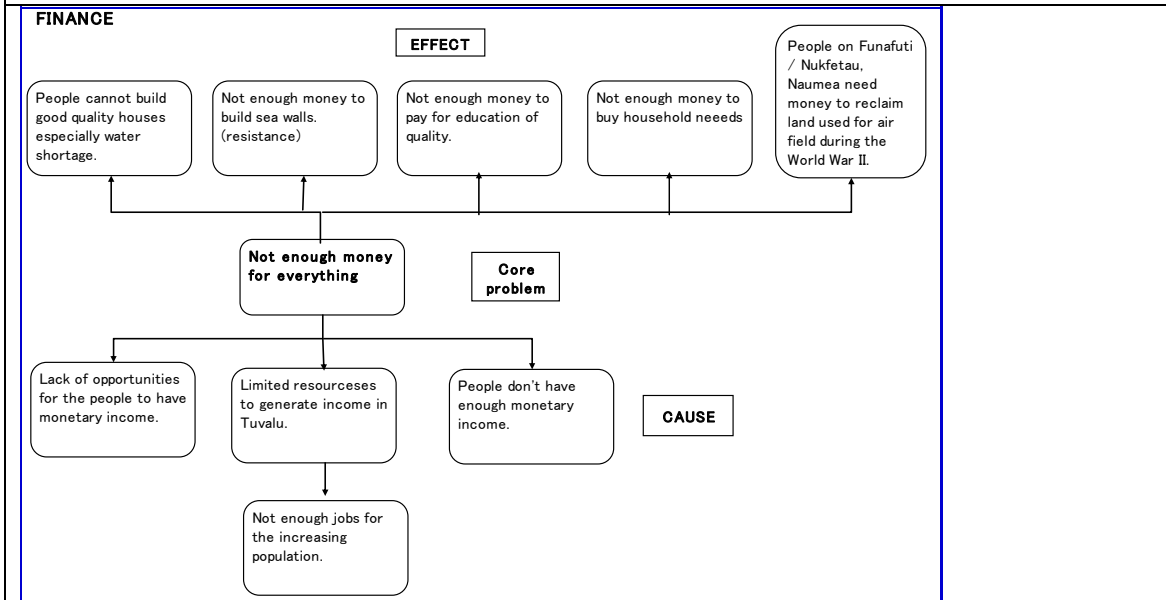 FINANCE
EFFECT
People cannot build
good quality houses
especially water
shortage.
Not enough money to
build sea walls.
(resistance)
Not enough money to
pay for education of
quality.
Not enough money to
buy household neeeds
People on Funafuti
/ Nukfetau,
Naumea need
money to reclaim
land used for air
field during the
World War II.
Not enough money
for everything
Core
problem
Lack of opportunities
for the people to have
monetary income.
Limited resourceses
to generate income in
Tuvalu.
People don't have
enough monetary
income.
CAUSE
Not enough jobs for
the increasing
population.